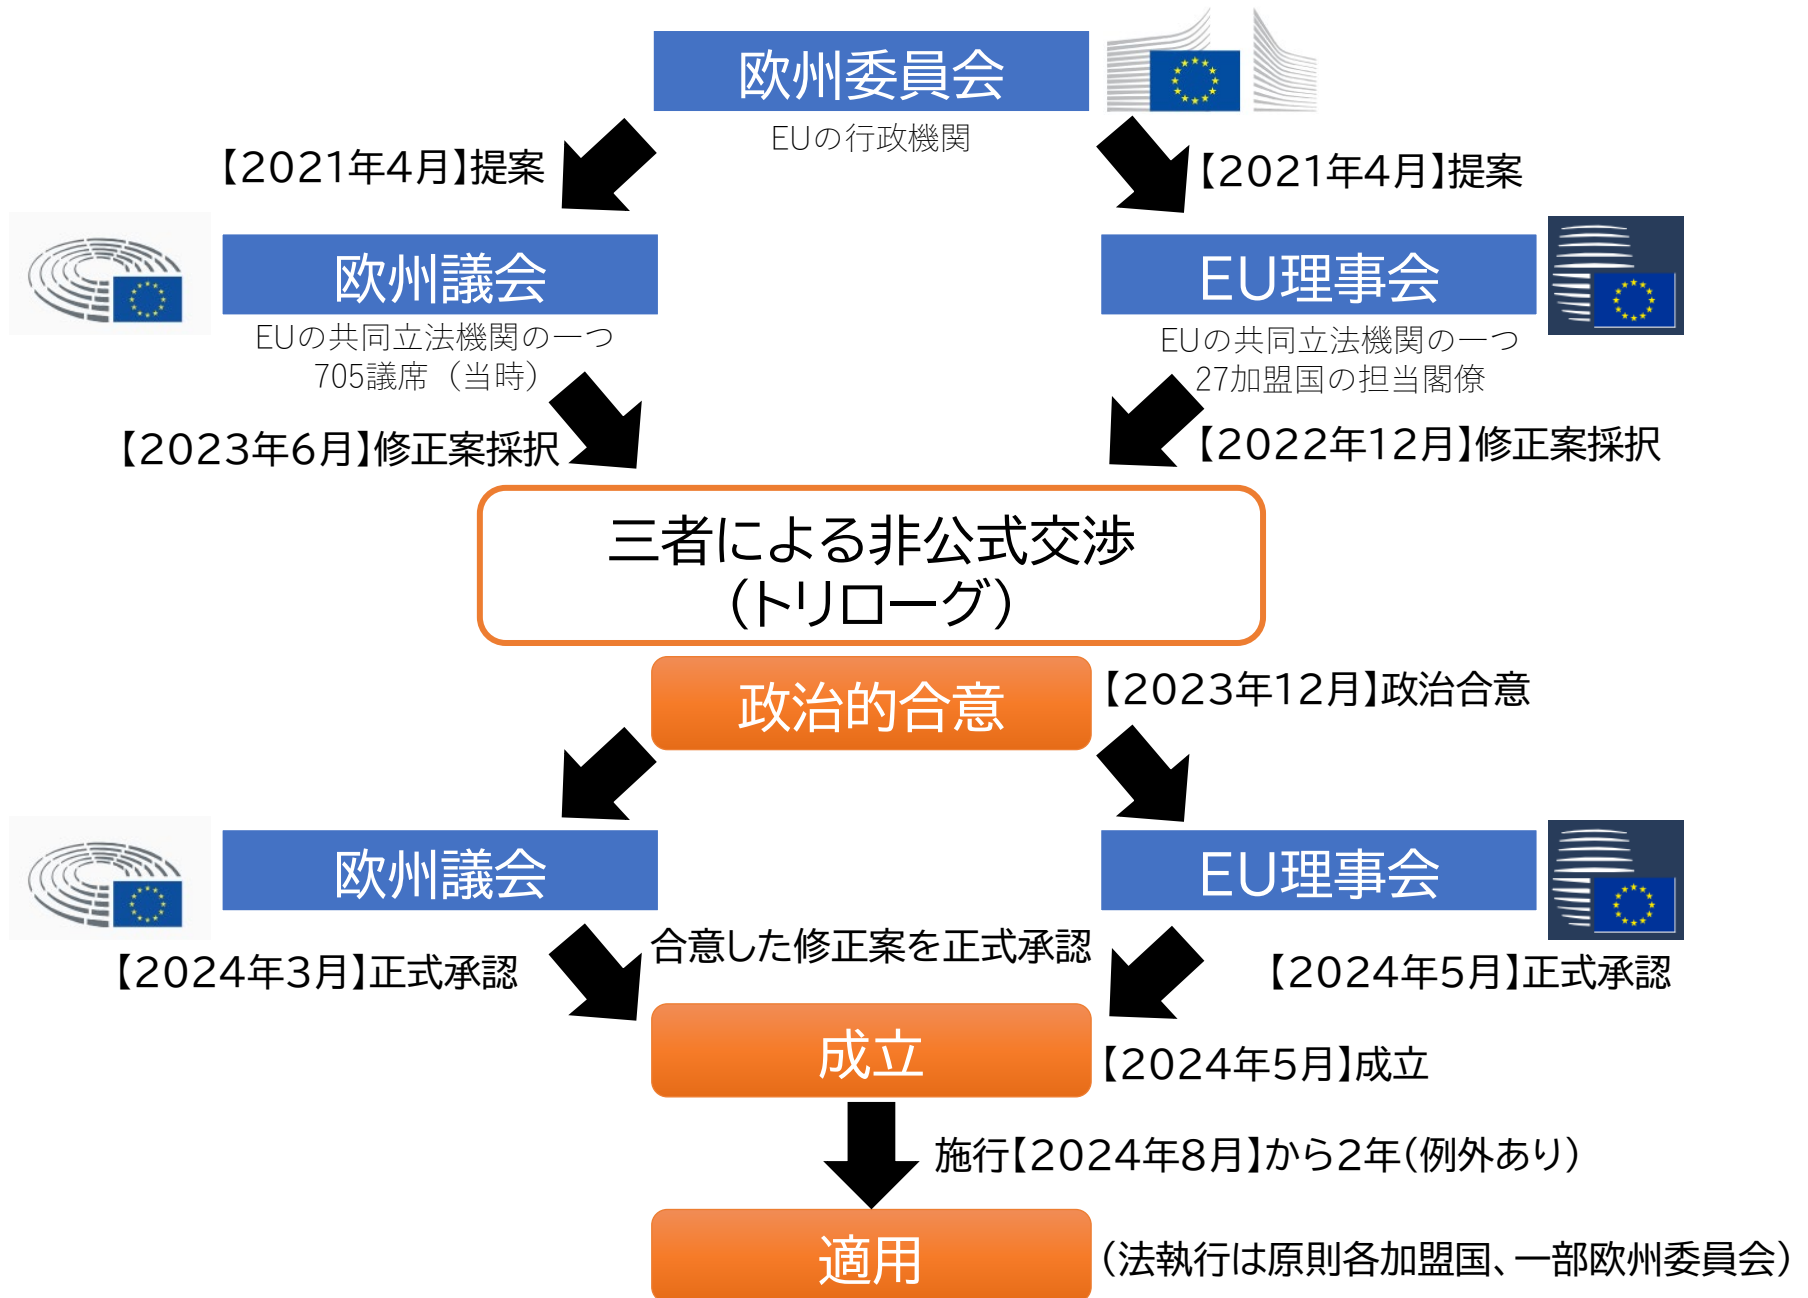 欧州委員会
EUの行政機関
【2021年4月】提案
【2021年4月】提案
欧州議会
EU理事会
EUの共同立法機関の一つ
705議席（当時）
EUの共同立法機関の一つ
27加盟国の担当閣僚
【2023年6月】修正案採択
【2022年12月】修正案採択
三者による非公式交渉
（トリローグ）
政治的合意
【2023年12月】政治合意
欧州議会
EU理事会
合意した修正案を正式承認
【2024年3月】正式承認
【2024年5月】正式承認
成立
【2024年5月】成立
施行【2024年8月】から2年（例外あり）
適用
（法執行は原則各加盟国、一部欧州委員会）